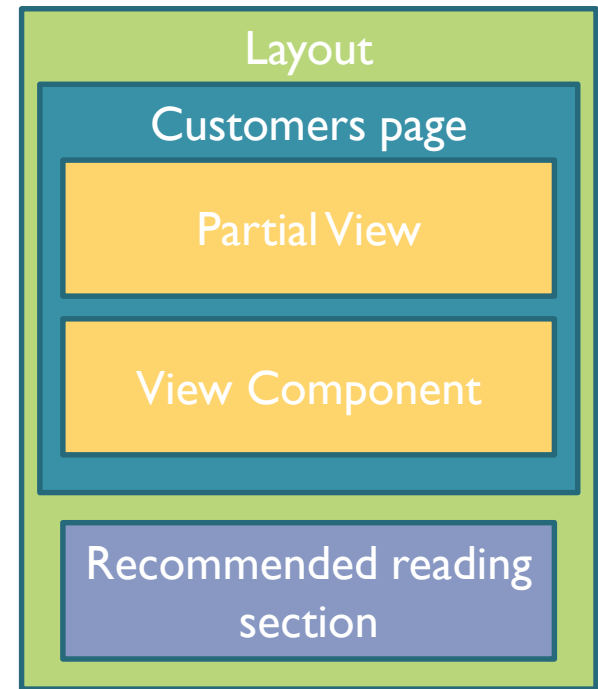 Layout
Customers page
Partial View
View Component
Recommended reading
section